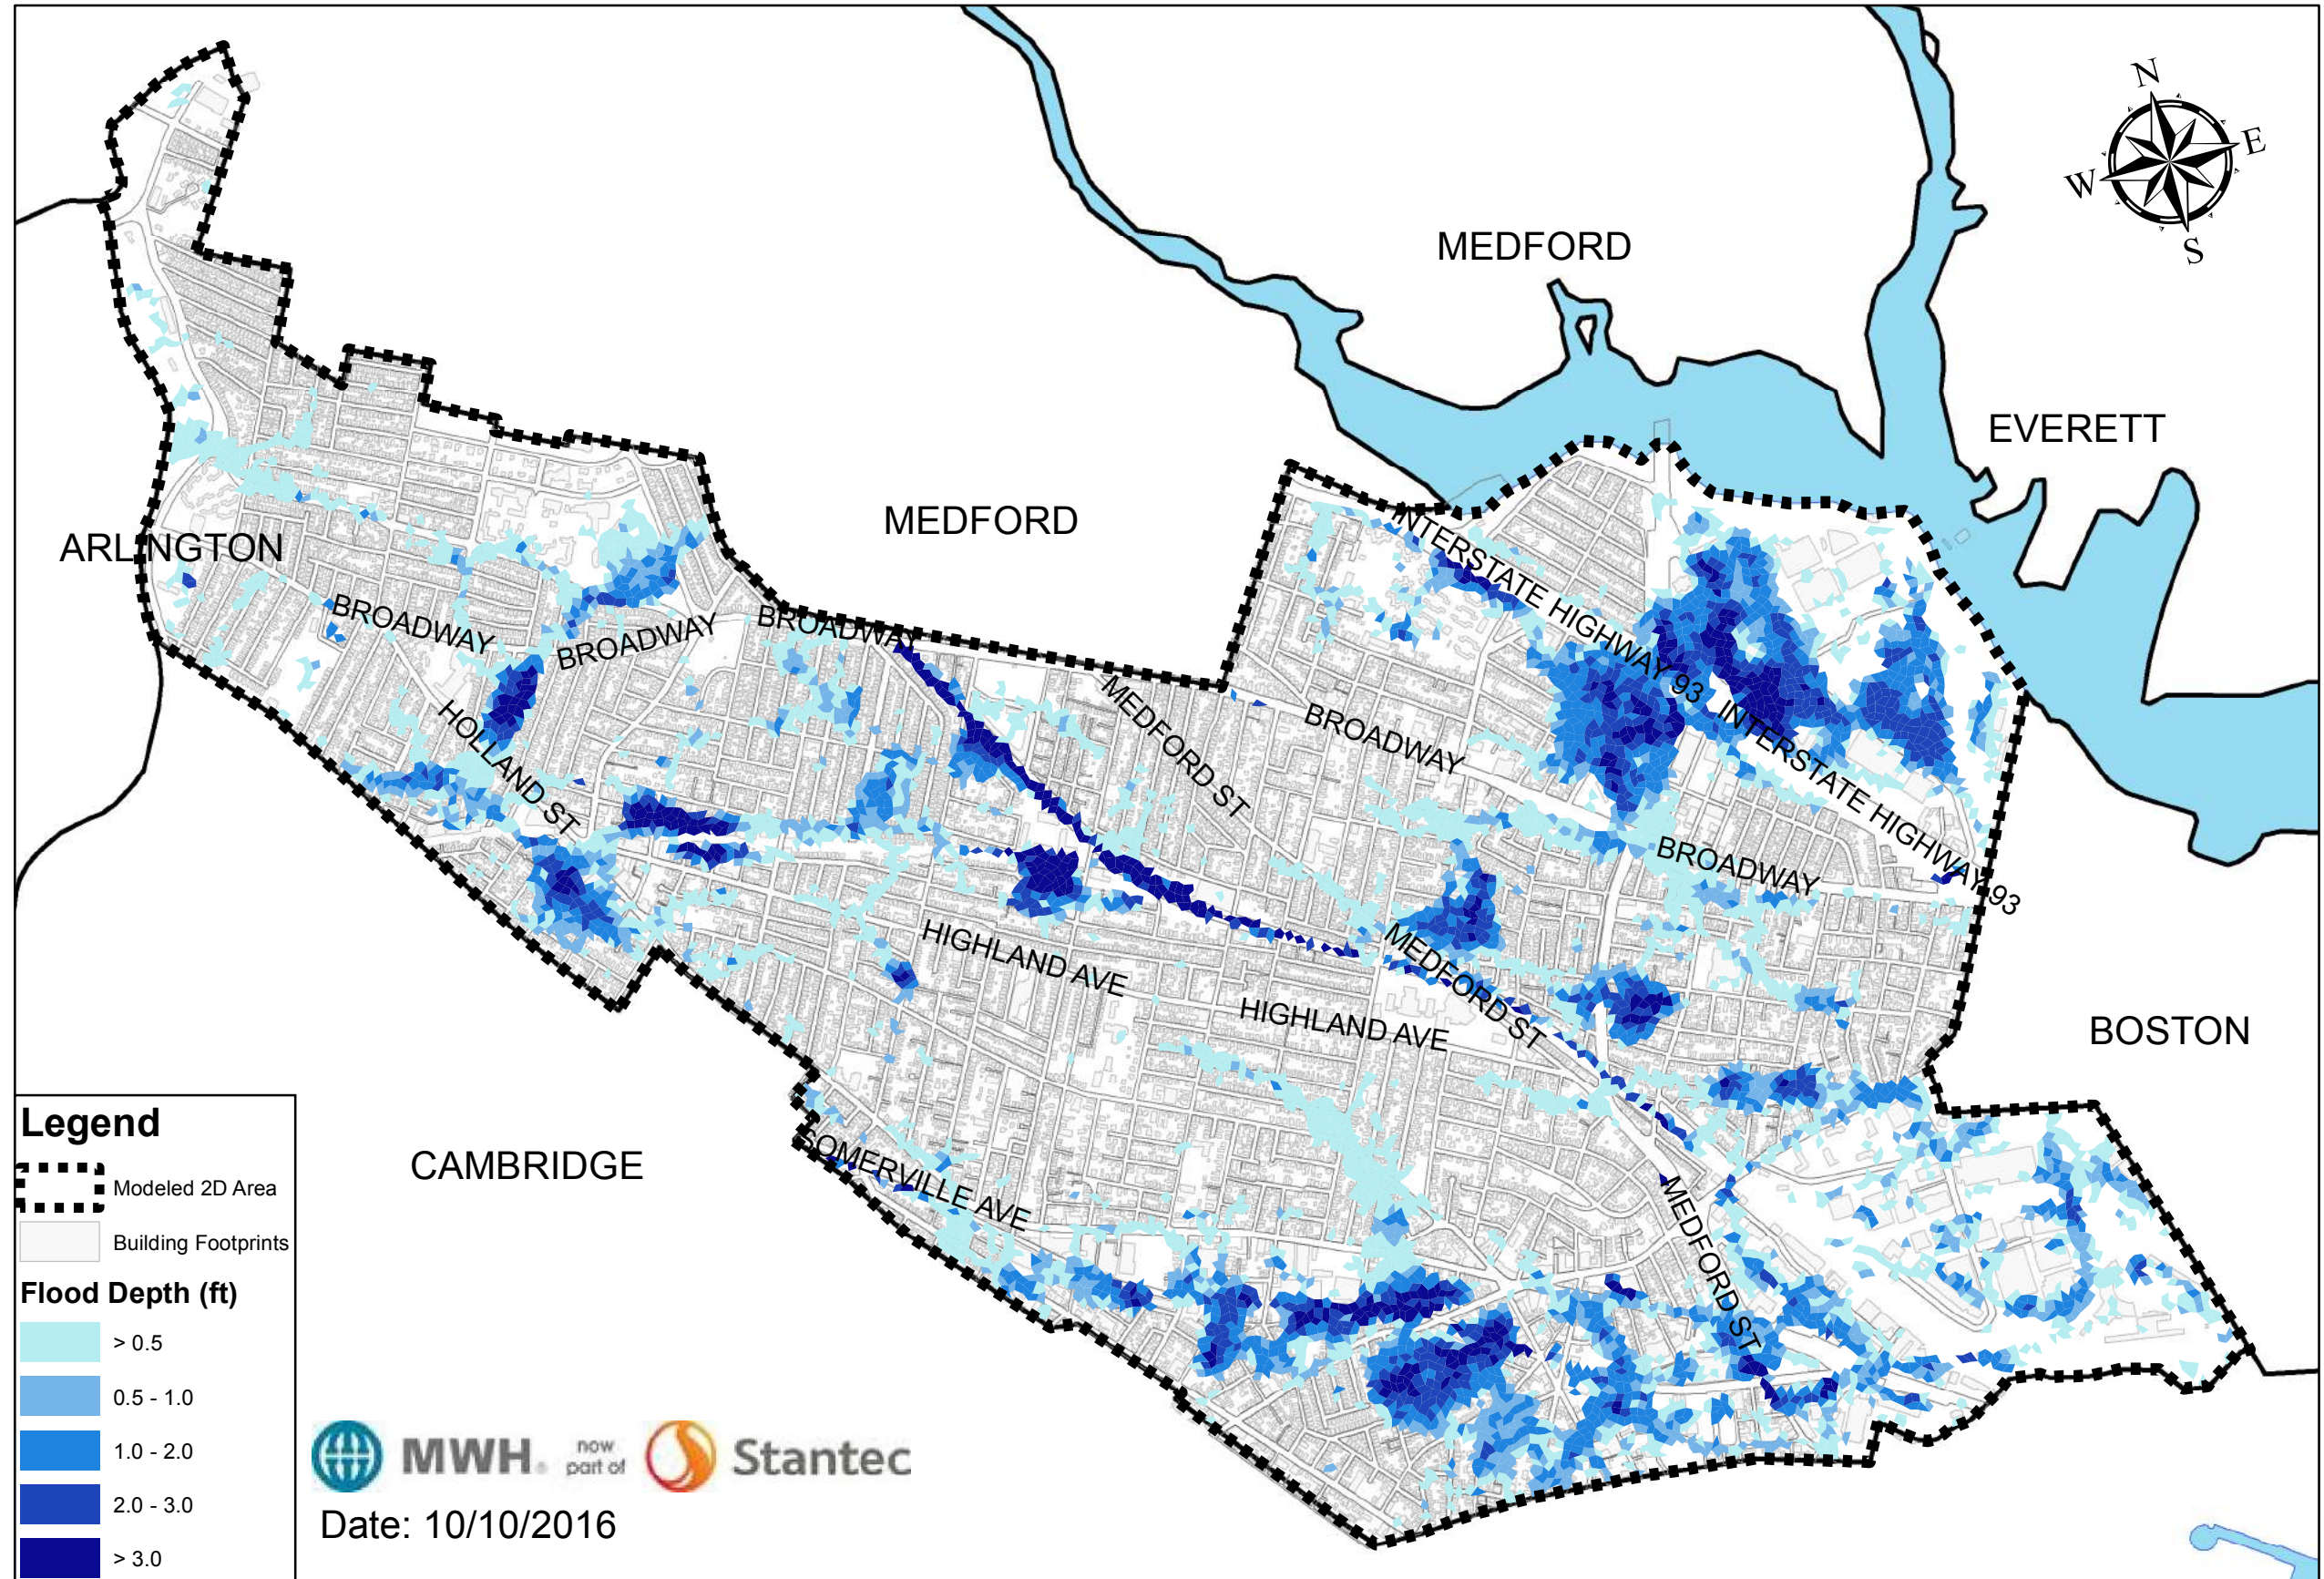 N
E
W
S
MEDFORD
EVERETT
MEDFORD
ARLINGTON
INTERSTATE HIGHWAY 93
BROADWAY
BROADWAY
BROADWAY
MEDFORD ST
HOLLAND ST
BROADWAY
INTERSTATE HIGHWAY 93
BROADWAY
HIGHLAND AVE
HIGHLAND AVE
MEDFORD ST
BOSTON
CAMBRIDGE
SOMERVILLE AVE
MEDFORD ST
Legend
Modeled 2D Area
Building Footprints
Flood Depth (ft)
> 0.5
0.5 - 1.0
1.0 - 2.0
2.0 - 3.0
> 3.0
MWH® now part of Stantec
Date: 10/10/2016